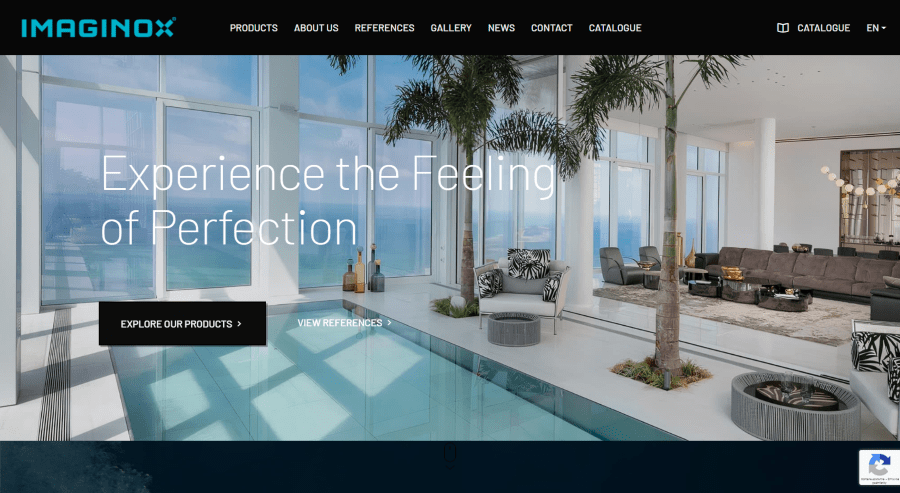 IMAGINOX®
PRODUCTS ABOUT US REFERENCES GALLERY NEWS CONTACT CATALOGUE
CATALOGUE EN
Experience the Feeling
of Perfection
EXPLORE OUR PRODUCTS
VIEW REFERENCES